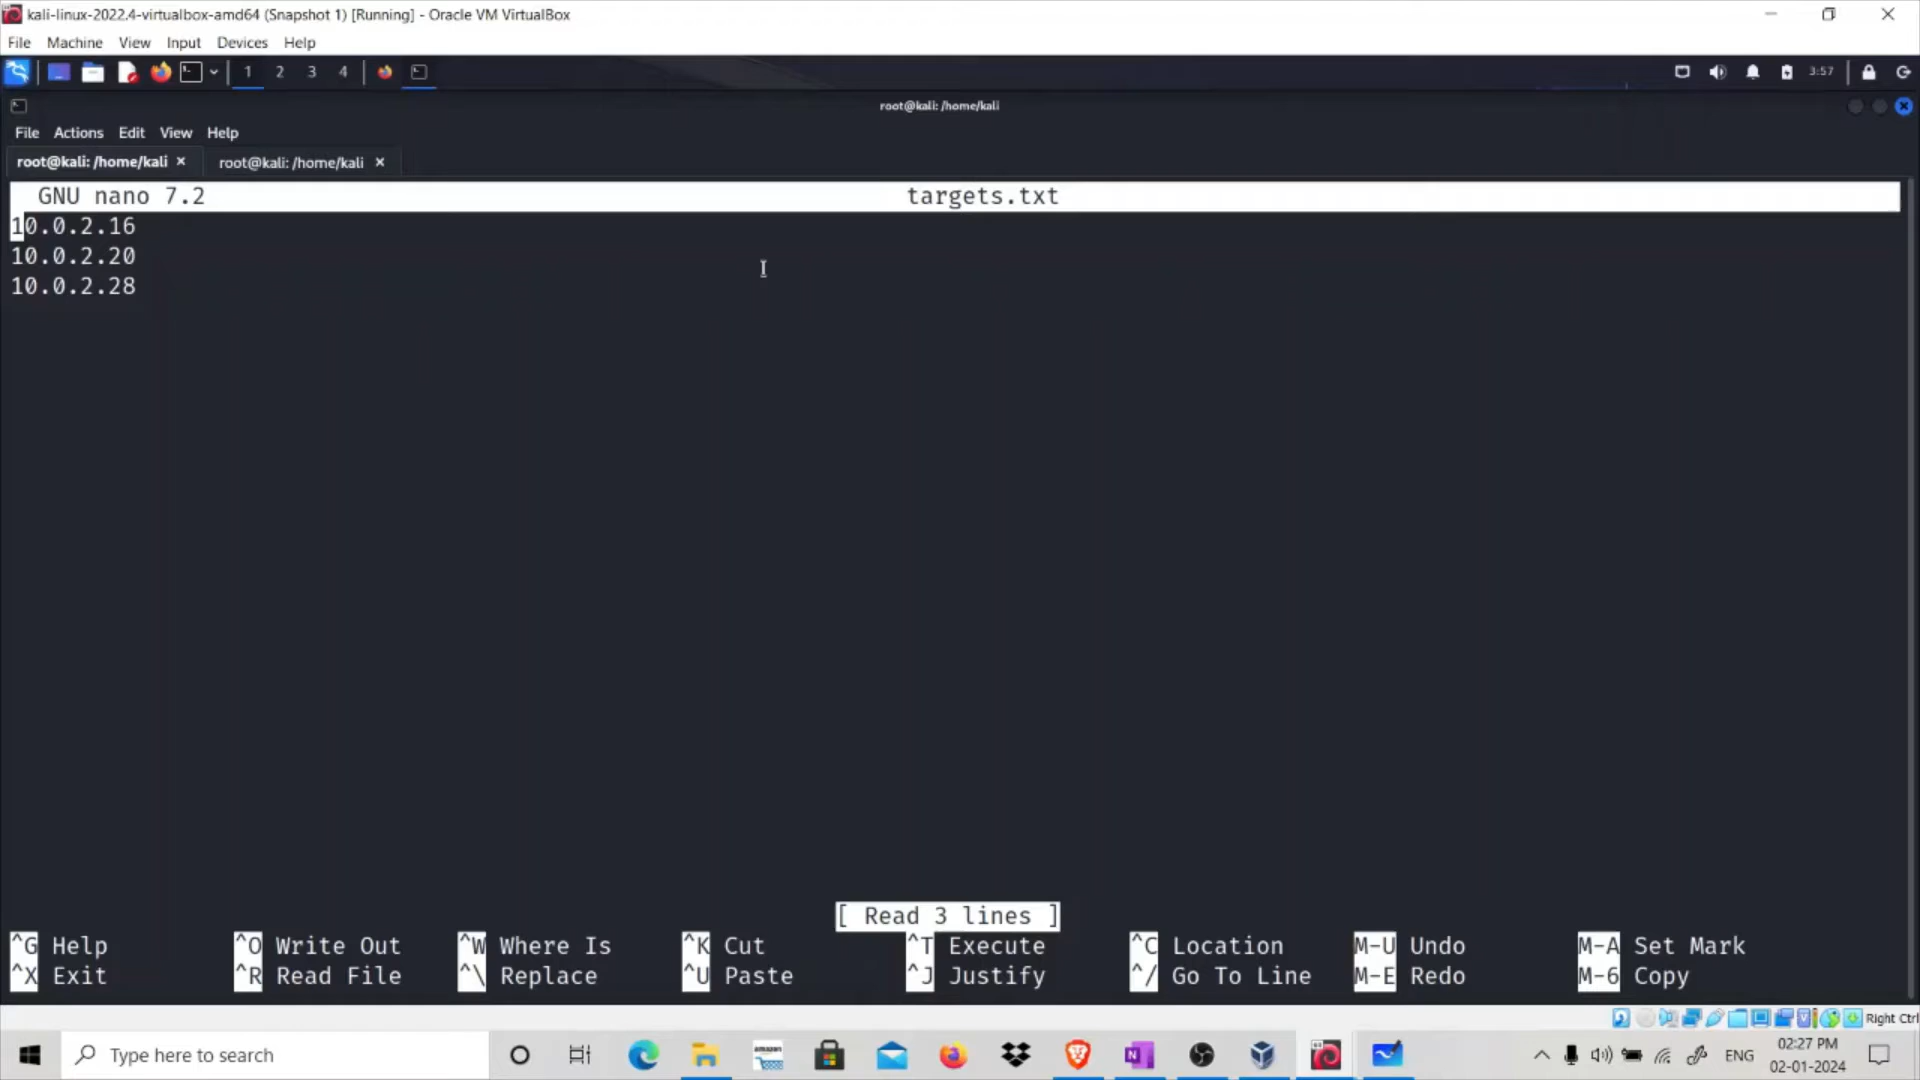 kali-linux-2022.4-virtualbox-amd64 (Snapshot 1) [Running] - Oracle VM VirtualBox
File Machine View Input Devices Help
1 2 3 4 3:57
root@kali: /home/kali
File Actions Edit View Help
root@kali: /home/kali × root@kali: /home/kali ×
GNU nano 7.2 targets.txt
10.0.2.16
10.0.2.20
10.0.2.28
[ Read 3 lines ]
^G Help ^O Write Out ^W Where Is ^K Cut ^T Execute ^C Location M-U Undo M-A Set Mark
^X Exit ^R Read File ^\ Replace ^U Paste ^J Justify ^/ Go To Line M-E Redo M-6 Copy
Right Ctrl
Type here to search amazon ENG 02:27 PM
02-01-2024